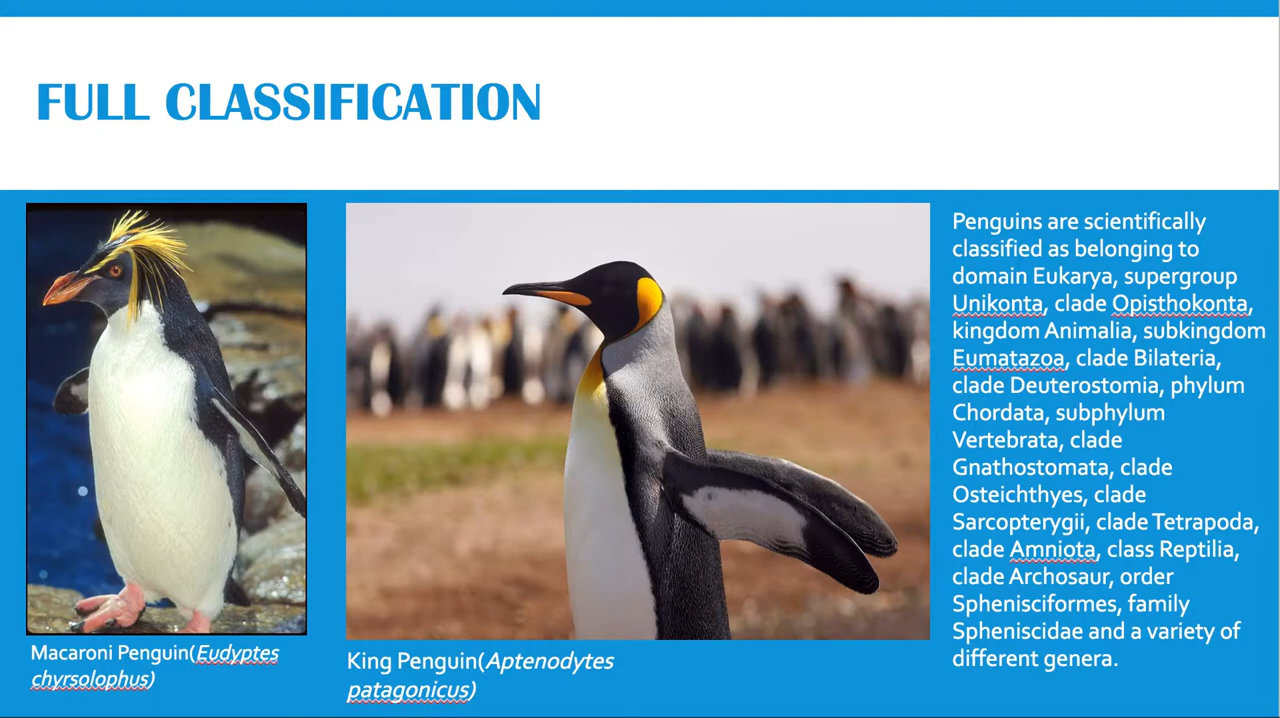 FULL CLASSIFICATION
Macaroni Penguin(Eudyptes
chyrsolophus)
King Penguin(Aptenodytes
patagonicus)
Penguins are scientifically
classified as belonging to
domain Eukarya, supergroup
Unikonta, clade Opisthokonta,
kingdom Animalia, subkingdom
Eumatazoa, clade Bilateria,
clade Deuterostomia, phylum
Chordata, subphylum
Vertebrata, clade
Gnathostomata, clade
Osteichthyes, clade
Sarcopterygii, clade Tetrapoda,
clade Amniota, class Reptilia,
clade Archosaur, order
Sphenisciformes, family
Spheniscidae and a variety of
different genera.